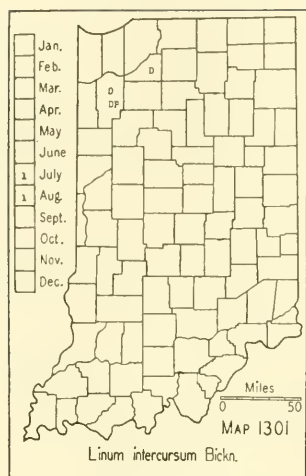 Jan.
Feb.
Mar.
Apr.
May
June
1 July
1 Aug.
Sept.
Oct.
Nov.
Dec.
D
D
DP
Miles
0 50
MAP 1301
Linum intercursum Bickn.